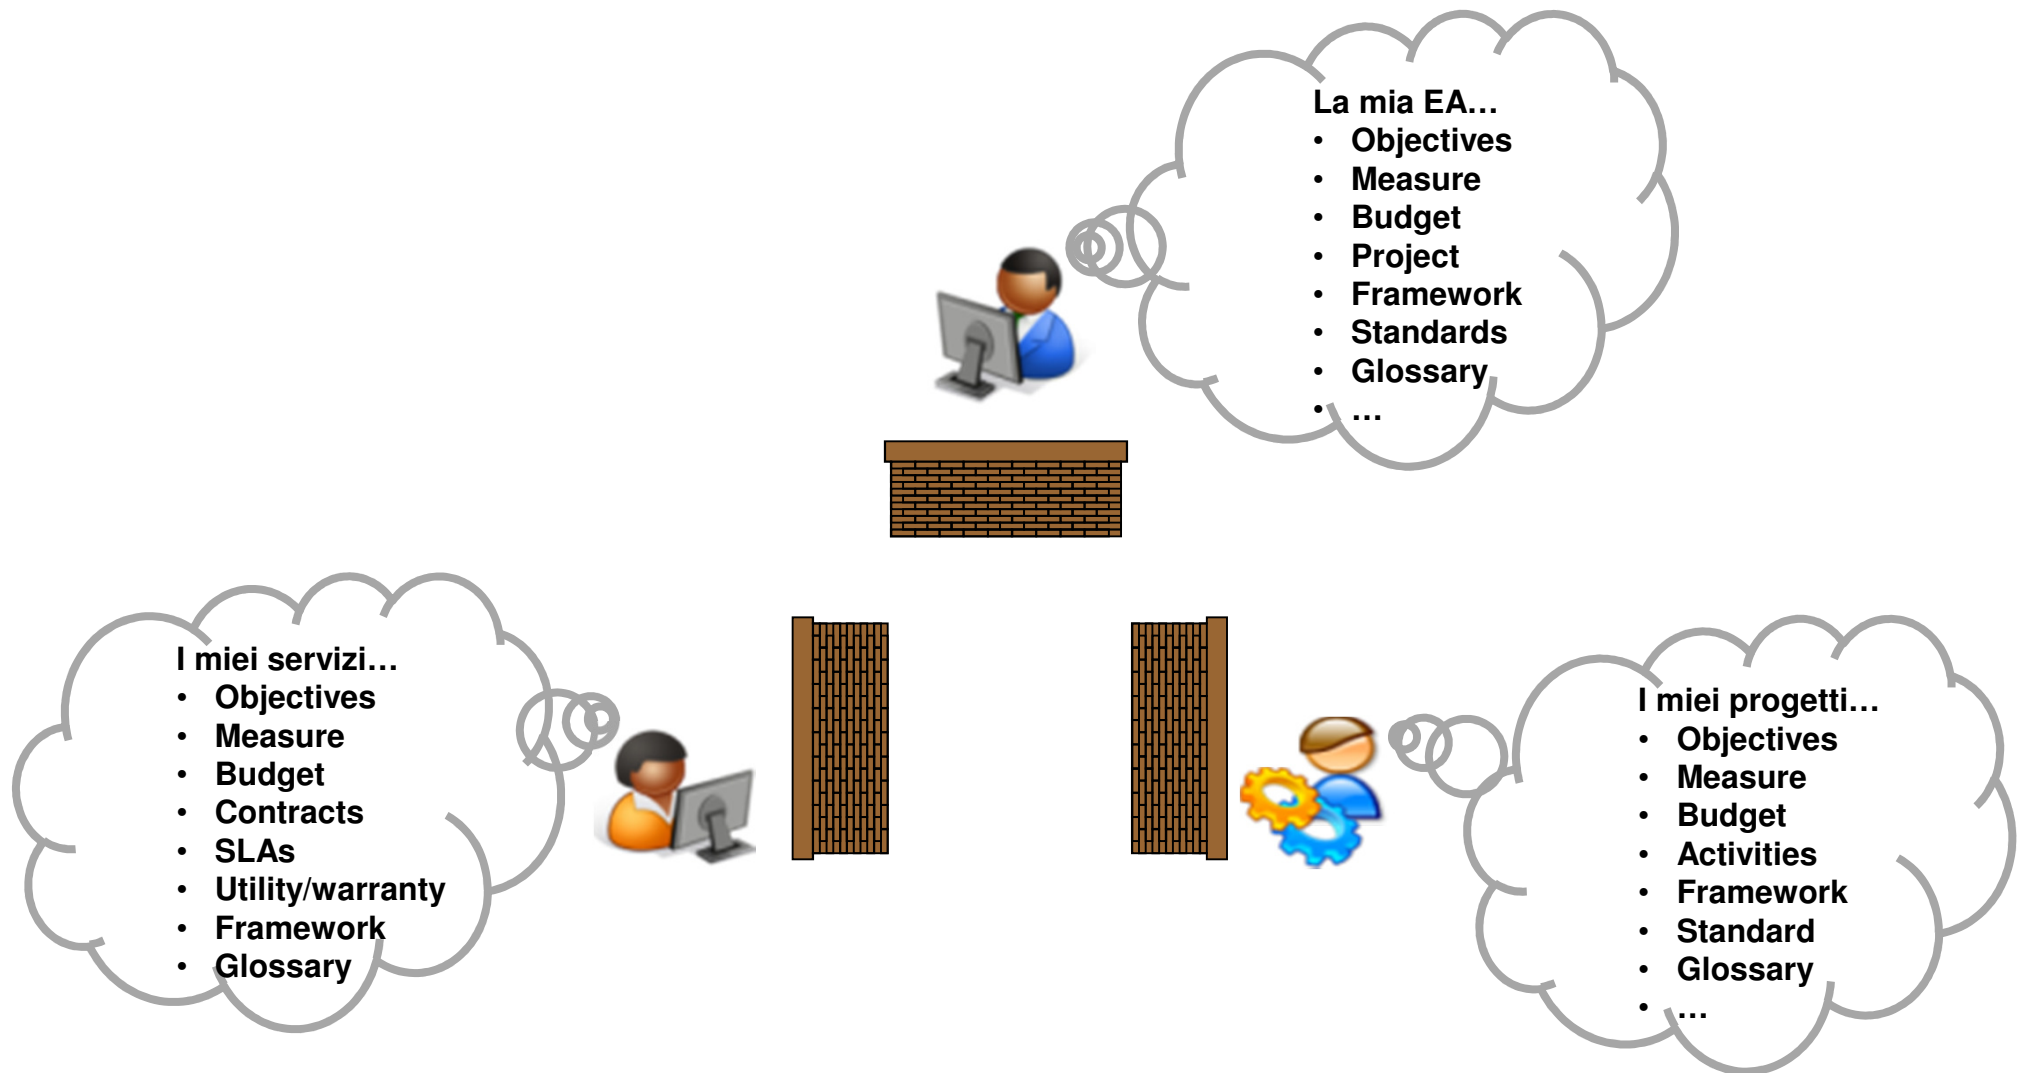 La mia EA…
• Objectives
• Measure
• Budget
• Project
• Framework
• Standards
• Glossary
• …
I miei servizi…
• Objectives
• Measure
• Budget
• Contracts
• SLAs
• Utility/warranty
• Framework
• Glossary
I miei progetti…
• Objectives
• Measure
• Budget
• Activities
• Framework
• Standard
• Glossary
• …